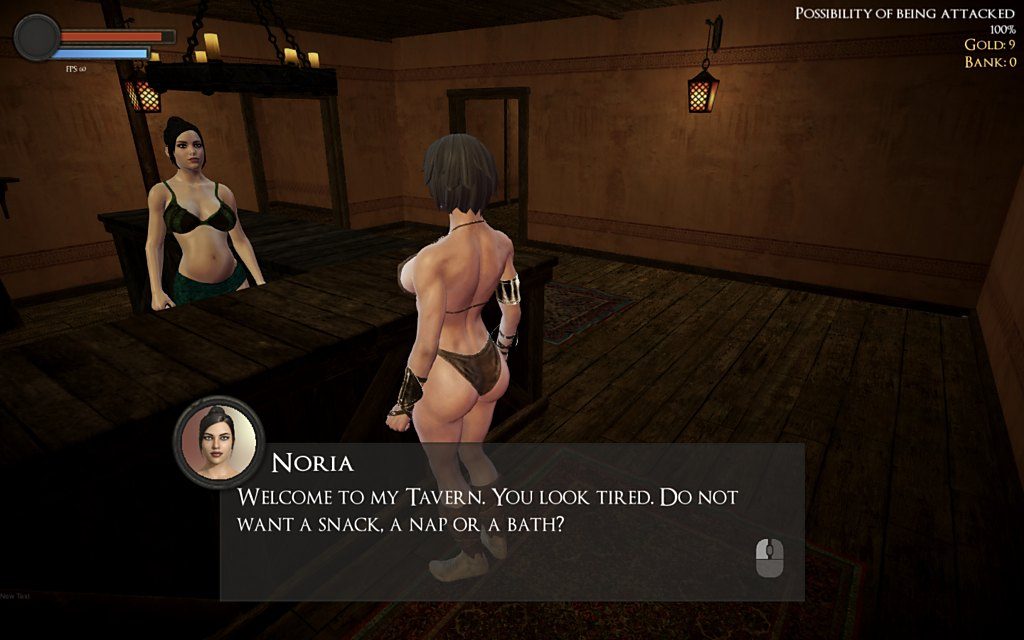 Possibility of being attacked
100%
Gold: 9
Bank: 0
FPS 60
Noria
Welcome to my Tavern. You look tired. Do not
want a snack, a nap or a bath?
New Text